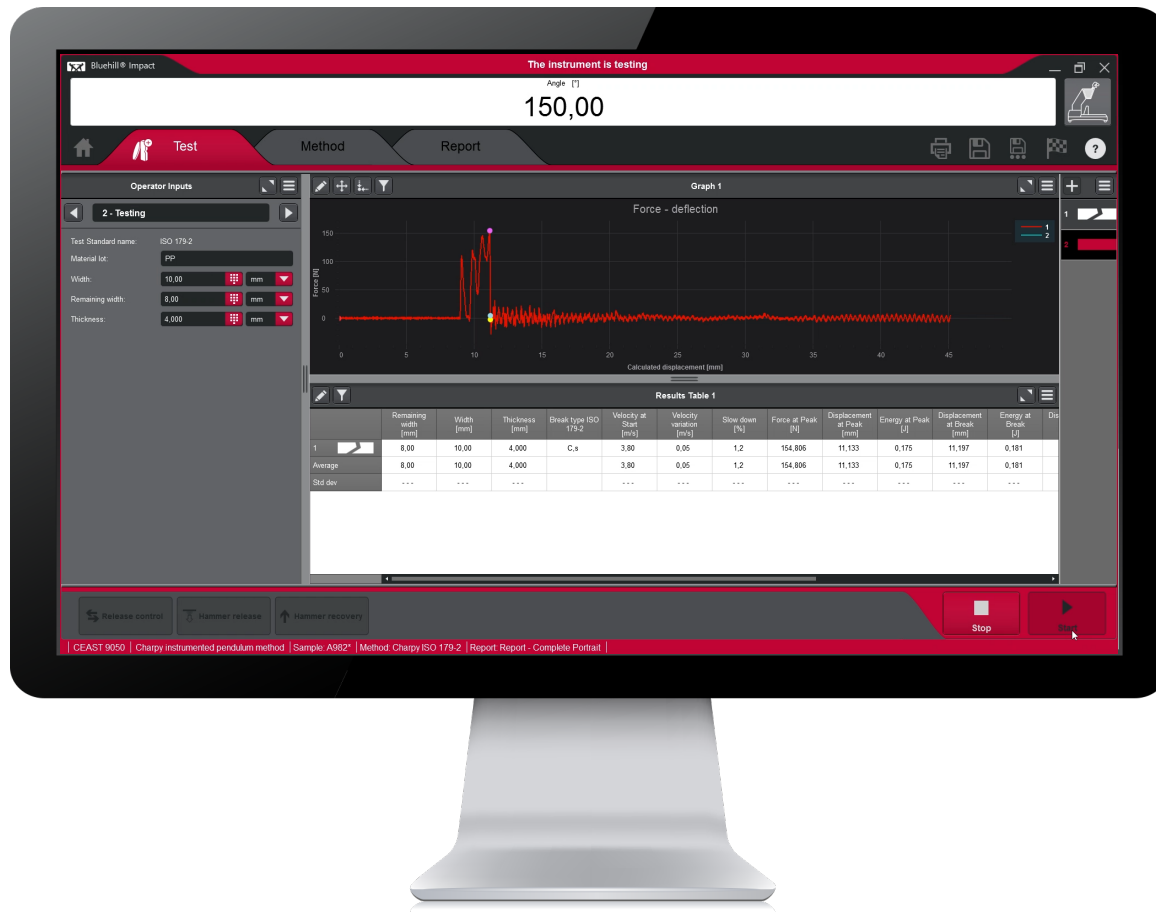 Bluehill® Impact
The instrument is testing
Angle [°]
150,00
Test
Method
Report
?
Operator Inputs
Graph 1
2 - Testing
Test Standard name: ISO 179-2
Material lot: PP
Width: 10,00 mm
Remaining width: 8,00 mm
Thickness: 4,000 mm
Force - deflection
1
2
Force [N]
150
100
50
0
0 5 10 15 20 25 30 35 40 45
Calculated displacement [mm]
1
2
Results Table 1
Remaining width [mm] Width [mm] Thickness [mm] Break type ISO 179-2 Velocity at Start [m/s] Velocity variation [m/s] Slow down [%] Force at Peak [N] Displacement at Peak [mm] Energy at Peak [J] Displacement at Break [mm] Energy at Break [J] Dis
1 8,00 10,00 4,000 C,s 3,80 0,05 1,2 154,806 11,133 0,175 11,197 0,181
Average 8,00 10,00 4,000 3,80 0,05 1,2 154,806 11,133 0,175 11,197 0,181
Std dev --- --- --- --- --- --- --- --- --- --- ---
Release control
Hammer release
Hammer recovery
Stop
Start
| CEAST 9050 | Charpy instrumented pendulum method | Sample: A982* | Method: Charpy ISO 179-2 | Report: Report - Complete Portrait |